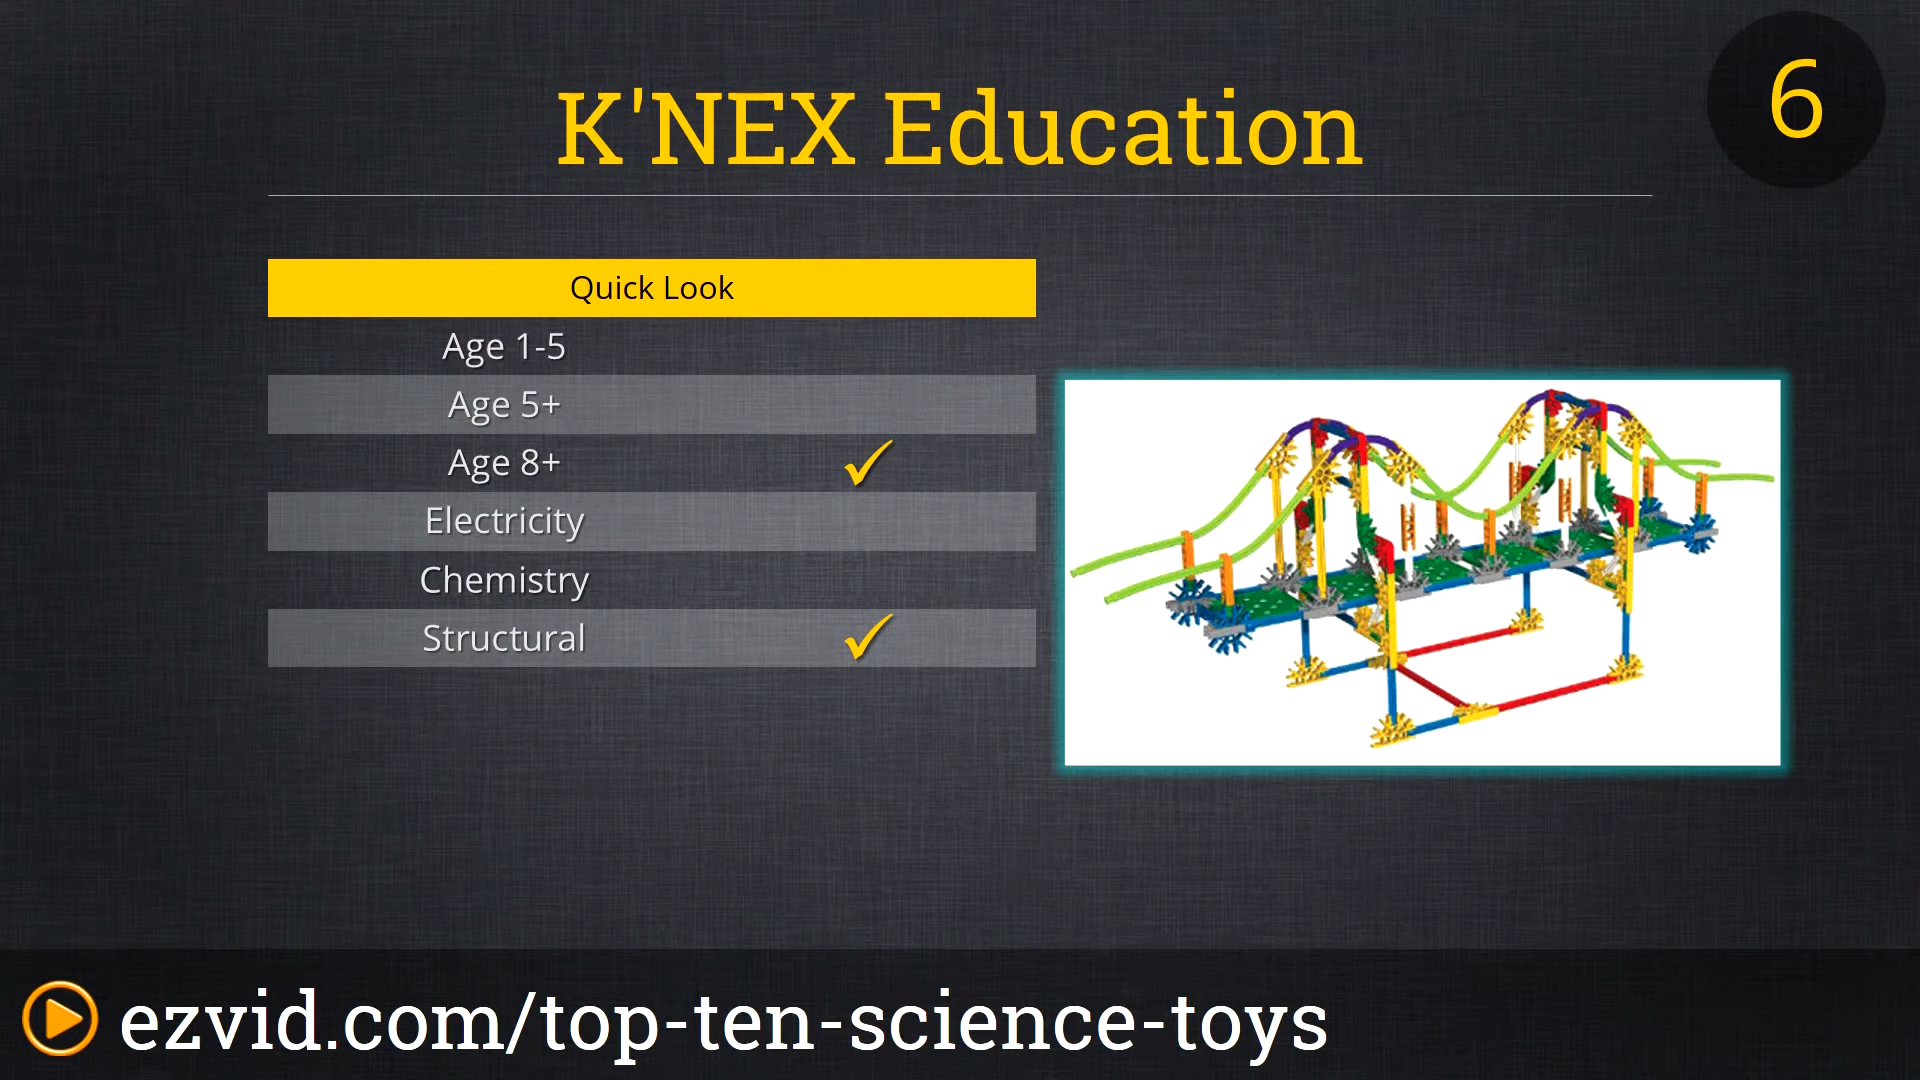 K'NEX Education
6
Quick Look
Age 1-5
Age 5+
Age 8+
Electricity
Chemistry
Structural
ezvid.com/top-ten-science-toys